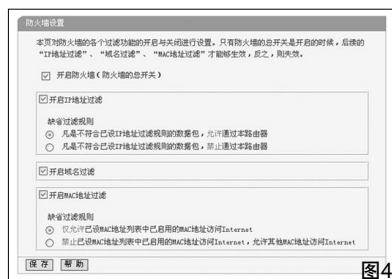 防火墙设置
本页对防火墙的各个过滤功能的开启与关闭进行设置。只有防火墙的总开关是开启的时候，后续的
“IP地址过滤”、“域名过滤”、“MAC地址过滤”才能够生效，反之，则失效。
开启防火墙（防火墙的总开关）
开启IP地址过滤
缺省过滤规则
凡是不符合已设IP地址过滤规则的数据包，允许通过本路由器
凡是不符合已设IP地址过滤规则的数据包，禁止通过本路由器
开启域名过滤
开启MAC地址过滤
缺省过滤规则
仅允许已设MAC地址列表中已启用的MAC地址访问Internet
禁止已设MAC地址列表中已启用的MAC地址访问Internet，允许其他MAC地址访问Internet
保存 帮助
图4